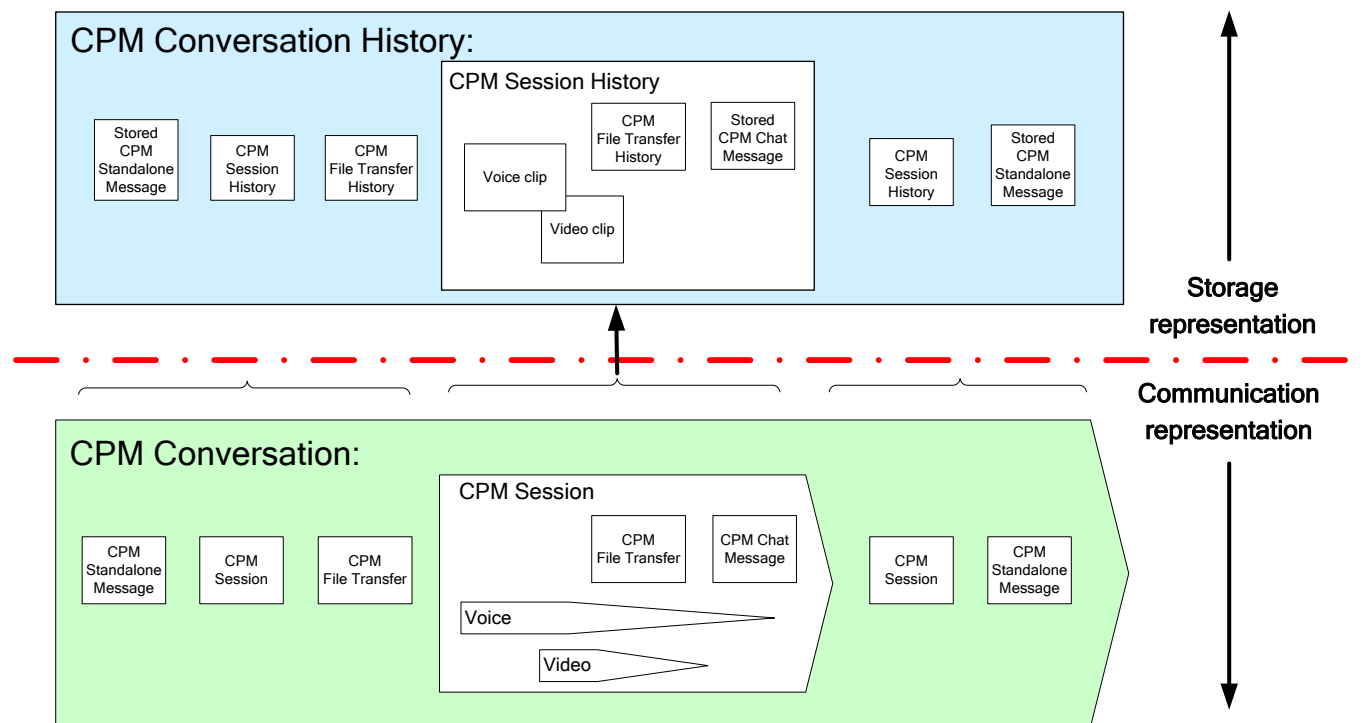 CPM Conversation History:
CPM Session History
Stored
CPM
Standalone
Message
CPM
Session
History
CPM
File Transfer
History
Voice clip
Video clip
CPM
File Transfer
History
Stored
CPM Chat
Message
CPM
Session
History
Stored
CPM
Standalone
Message
Storage
representation
Communication
representation
CPM Conversation:
CPM Session
CPM
Standalone
Message
CPM
Session
CPM
File Transfer
CPM
File Transfer
CPM Chat
Message
Voice
Video
CPM
Session
CPM
Standalone
Message